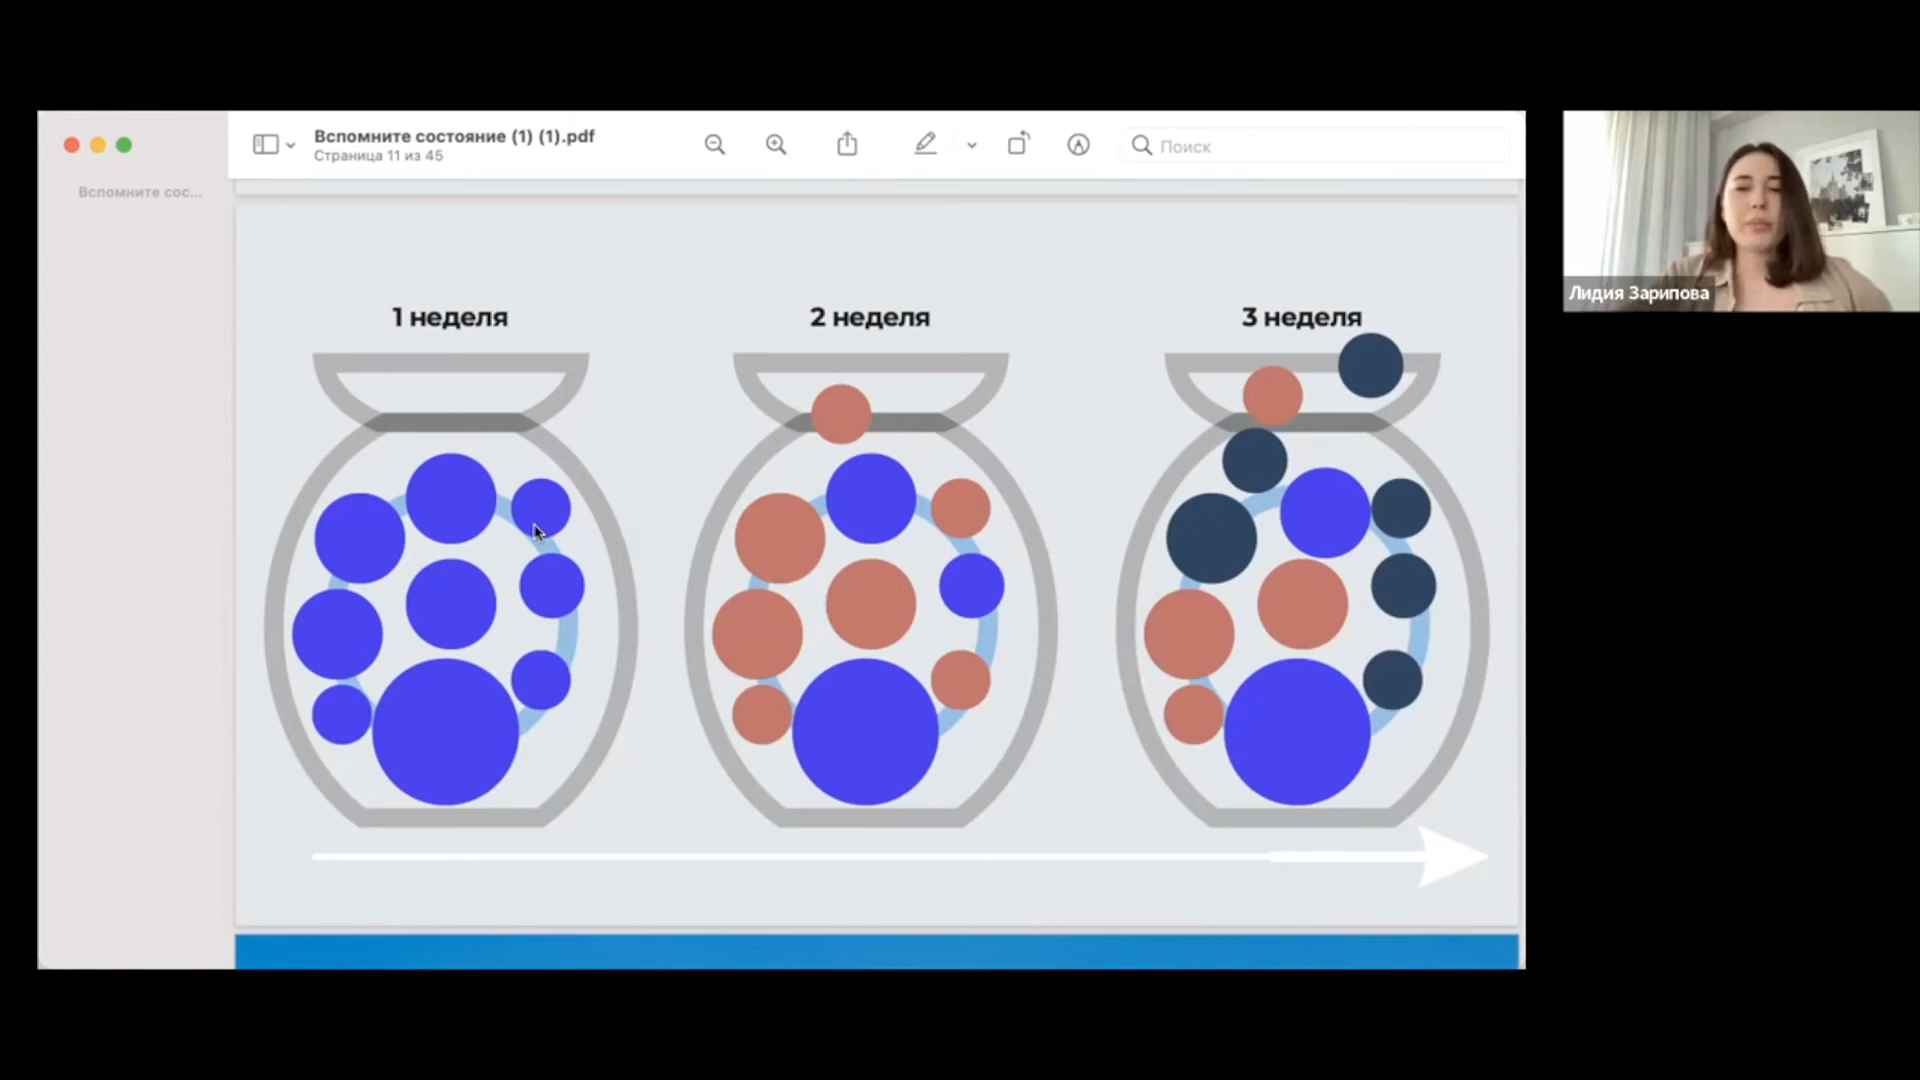 Вспомните состояние (1) (1).pdf
Страница 11 из 45
Поиск
Вспомните сос...
1 неделя
2 неделя
3 неделя
Лидия Зарипова